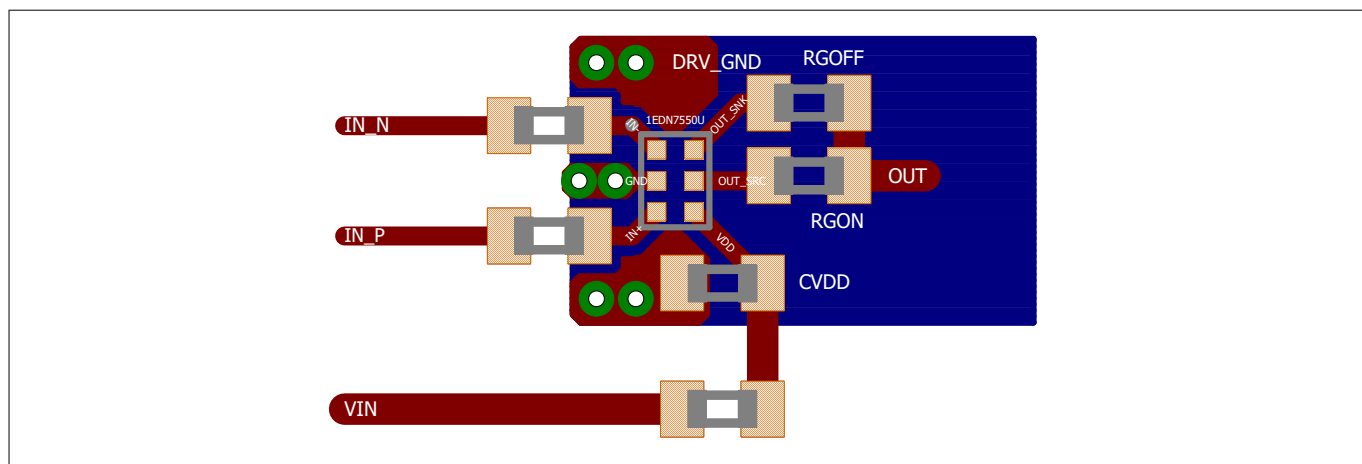 DRV_GND
RGOFF
IN_N
IN-
1EDN7550U
OUT_SNK
GND
OUT_SRC
OUT
RGON
IN_P
IN+
VDD
CVDD
VIN